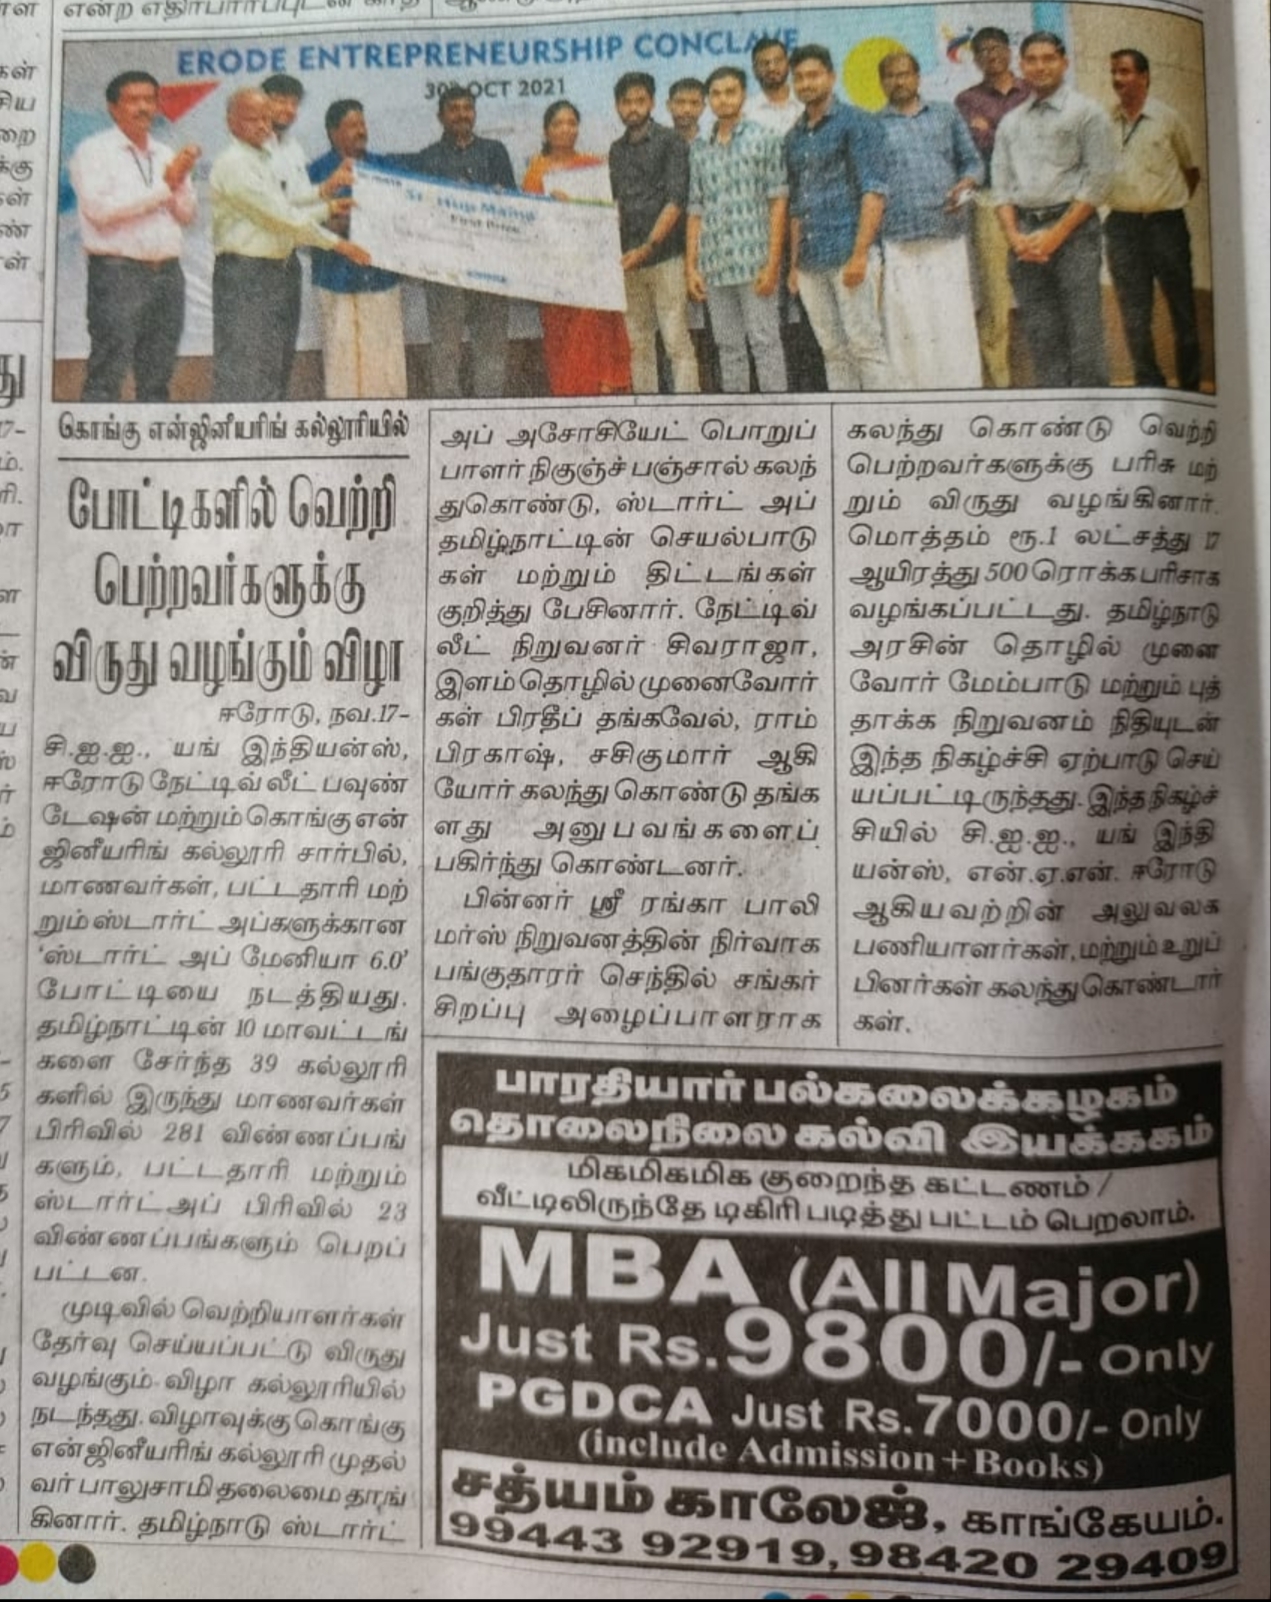 என்ற எதிர்பார்ப்புடன் காத்
ERODE ENTREPRENEURSHIP CONCLAVE
30 OCT 2021
First Prize
கொங்கு என்ஜினீயரிங் கல்லூரியில்
போட்டிகளில் வெற்றி
பெற்றவர்களுக்கு
விருது வழங்கும் விழா
ஈரோடு, நவ.17-
சி.ஐ.ஐ., யங் இந்தியன்ஸ்,
ஈரோடு நேட்டிவ் லீட் பவுண்
டேஷன் மற்றும் கொங்கு என்
ஜினீயரிங் கல்லூரி சார்பில்,
மாணவர்கள், பட்டதாரி மற்
றும் ஸ்டார்ட் அப்களுக்கான
'ஸ்டார்ட் அப் மேனியா 6.0'
போட்டியை நடத்தியது.
தமிழ்நாட்டின் 10 மாவட்டங்
களை சேர்ந்த 39 கல்லூரி
களில் இருந்து மாணவர்கள்
பிரிவில் 281 விண்ணப்பங்
களும், பட்டதாரி மற்றும்
ஸ்டார்ட் அப் பிரிவில் 23
விண்ணப்பங்களும் பெறப்
பட்டன.
முடிவில் வெற்றியாளர்கள்
தேர்வு செய்யப்பட்டு விருது
வழங்கும் விழா கல்லூரியில்
நடந்தது. விழாவுக்கு கொங்கு
என்ஜினீயரிங் கல்லூரி முதல்
வர் பாலுசாமி தலைமை தாங்
கினார். தமிழ்நாடு ஸ்டார்ட்
அப் அசோசியேட் பொறுப்
பாளர் நிகுஞ்ச் பஞ்சால் கலந்
துகொண்டு, ஸ்டார்ட் அப்
தமிழ்நாட்டின் செயல்பாடு
கள் மற்றும் திட்டங்கள்
குறித்து பேசினார். நேட்டிவ்
லீட் நிறுவனர் சிவராஜா,
இளம் தொழில் முனைவோர்
கள் பிரதீப் தங்கவேல், ராம்
பிரகாஷ், சசிகுமார் ஆகி
யோர் கலந்து கொண்டு தங்க
ளது அனுபவங்களைப்
பகிர்ந்து கொண்டனர்.
பின்னர் ஸ்ரீ ரங்கா பாலி
மர்ஸ் நிறுவனத்தின் நிர்வாக
பங்குதாரர் செந்தில் சங்கர்
சிறப்பு அழைப்பாளராக
கலந்து கொண்டு வெற்றி
பெற்றவர்களுக்கு பரிசு மற்
றும் விருது வழங்கினார்.
மொத்தம் ரூ.1 லட்சத்து 17
ஆயிரத்து 500 ரொக்க பரிசாக
வழங்கப்பட்டது. தமிழ்நாடு
அரசின் தொழில் முனை
வோர் மேம்பாடு மற்றும் புத்
தாக்க நிறுவனம் நிதியுடன்
இந்த நிகழ்ச்சி ஏற்பாடு செய்
யப்பட்டிருந்தது. இந்த நிகழ்ச்
சியில் சி.ஐ.ஐ., யங் இந்தி
யன்ஸ், என்.ஏ.என். ஈரோடு
ஆகியவற்றின் அலுவலக
பணியாளர்கள், மற்றும் உறுப்
பினர்கள் கலந்து கொண்டார்
கள்.
பாரதியார் பல்கலைக்கழகம்
தொலைநிலை கல்வி இயக்ககம்
மிகமிகமிக குறைந்த கட்டணம் /
வீட்டிலிருந்தே டிகிரி படித்து பட்டம் பெறலாம்.
MBA (All Major)
Just Rs.9800/- Only
PGDCA Just Rs.7000/- Only
(include Admission + Books)
சத்யம் காலேஜ், காங்கேயம்.
99443 92919, 98420 29409